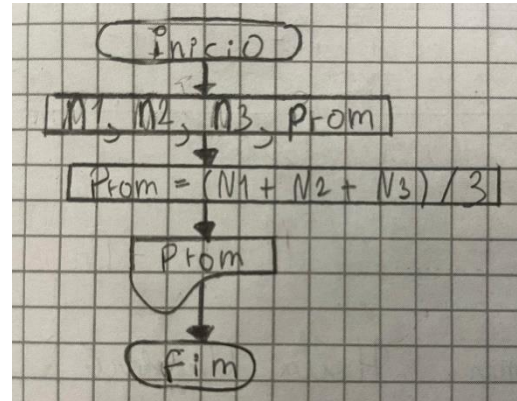 Inicio
N1, N2, N3, Prom
Prom = (N1 + N2 + N3) / 3
Prom
Fim